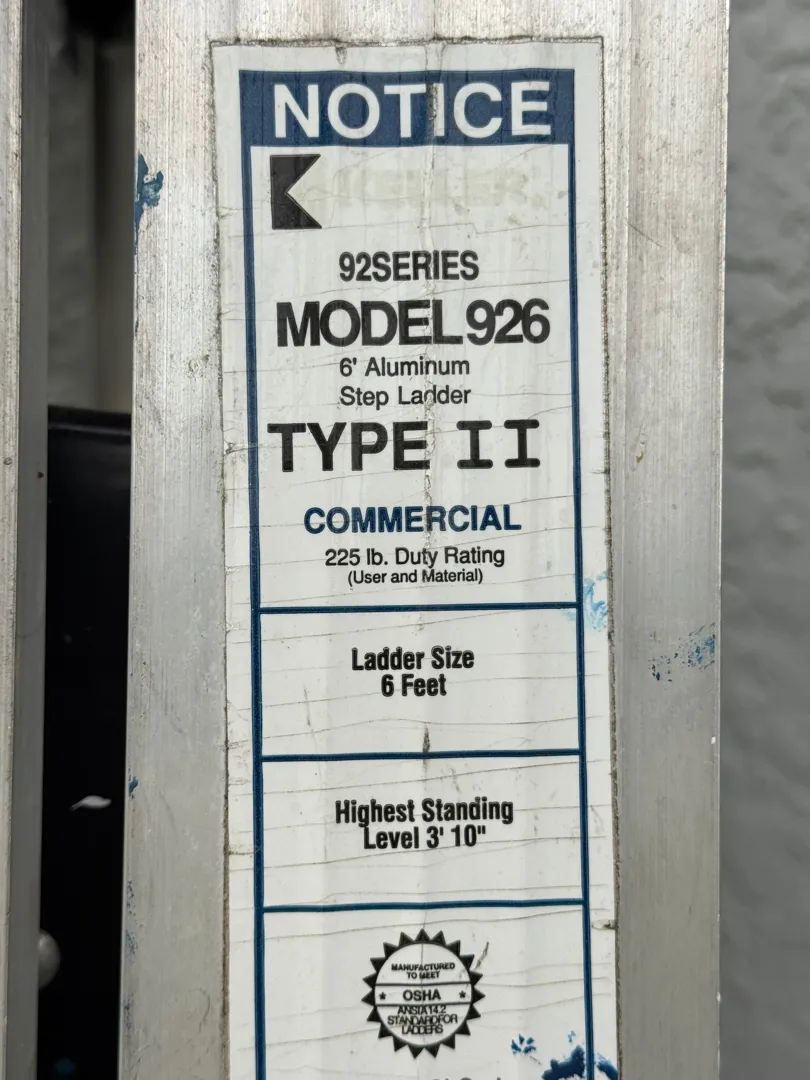 NOTICE
KELLER
92SERIES
MODEL 926
6' Aluminum
Step Ladder
TYPE II
COMMERCIAL
225 lb. Duty Rating
(User and Material)
Ladder Size
6 Feet
Highest Standing
Level 3' 10"
MANUFACTURED
TO MEET
OSHA
ANSI A14.2
STANDARD FOR
LADDERS